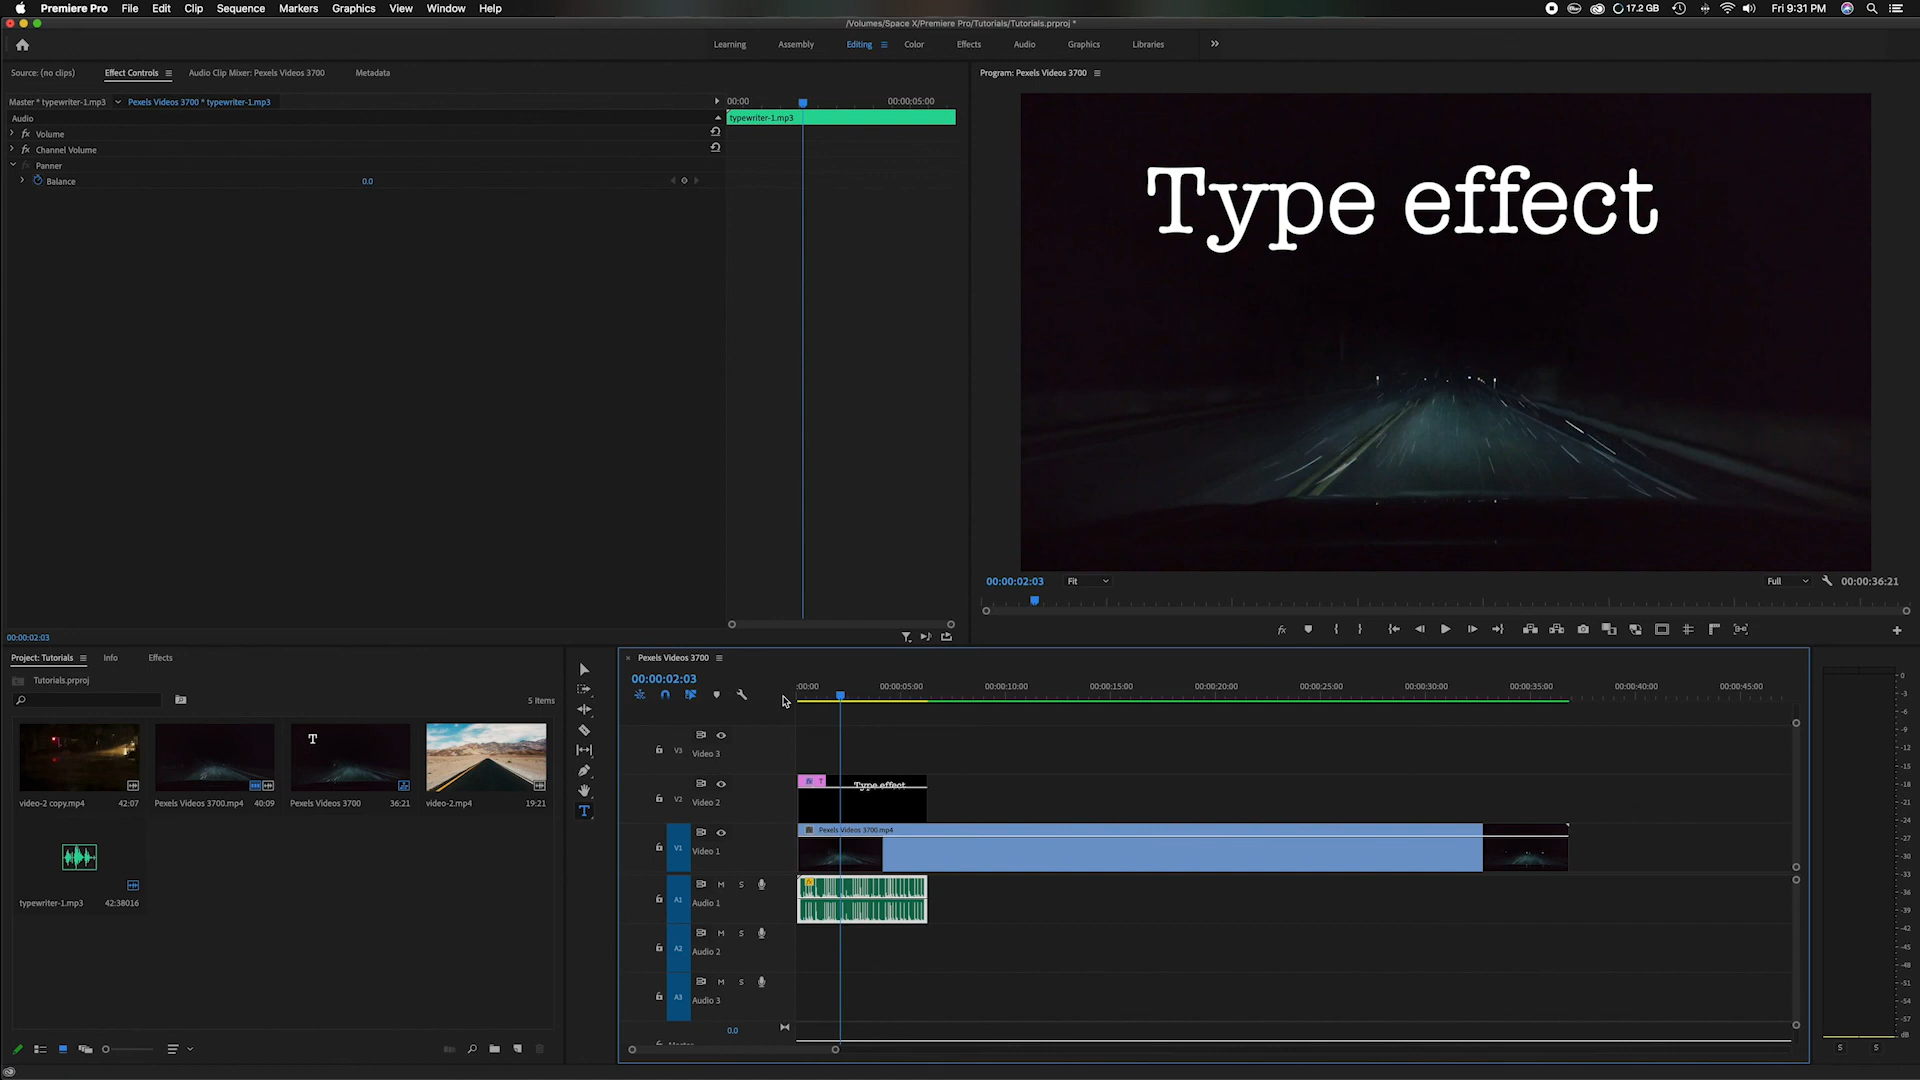 Premiere Pro File Edit Clip Sequence Markers Graphics View Window Help 17.2 GB Fri 9:31 PM
/Volumes/Space X/Premiere Pro/Tutorials/Tutorials.prproj *
Learning Assembly Editing Color Effects Audio Graphics Libraries
Source: (no clips) Effect Controls Audio Clip Mixer: Pexels Videos 3700 Metadata
Program: Pexels Videos 3700
Master * typewriter-1.mp3 Pexels Videos 3700 * typewriter-1.mp3
00:00 00:00:05:00
Audio
typewriter-1.mp3
fx Volume
fx Channel Volume
Panner
Balance 0.0
Type effect
00:00:02:03 Fit Full 00:00:36:21
00:00:02:03
Project: Tutorials Info Effects
Tutorials.prproj
5 Items
video-2 copy.mp4 42:07
Pexels Videos 3700.mp4 40:09
T
Pexels Videos 3700 36:21
video-2.mp4 19:21
typewriter-1.mp3 42:38016
Pexels Videos 3700
00:00:02:03
:00:00 00:00:05:00 00:00:10:00 00:00:15:00 00:00:20:00 00:00:25:00 00:00:30:00 00:00:35:00 00:00:40:00 00:00:45:00
V3 Video 3
V2 Video 2
Type effect
V1 Video 1
Pexels Videos 3700.mp4
A1 M S Audio 1
A2 M S Audio 2
A3 M S Audio 3
0.0
0
-3
-6
-9
-12
-15
-18
-21
-24
-27
-30
-33
-36
-39
-42
-45
-48
-51
-54
-57
dB
S S